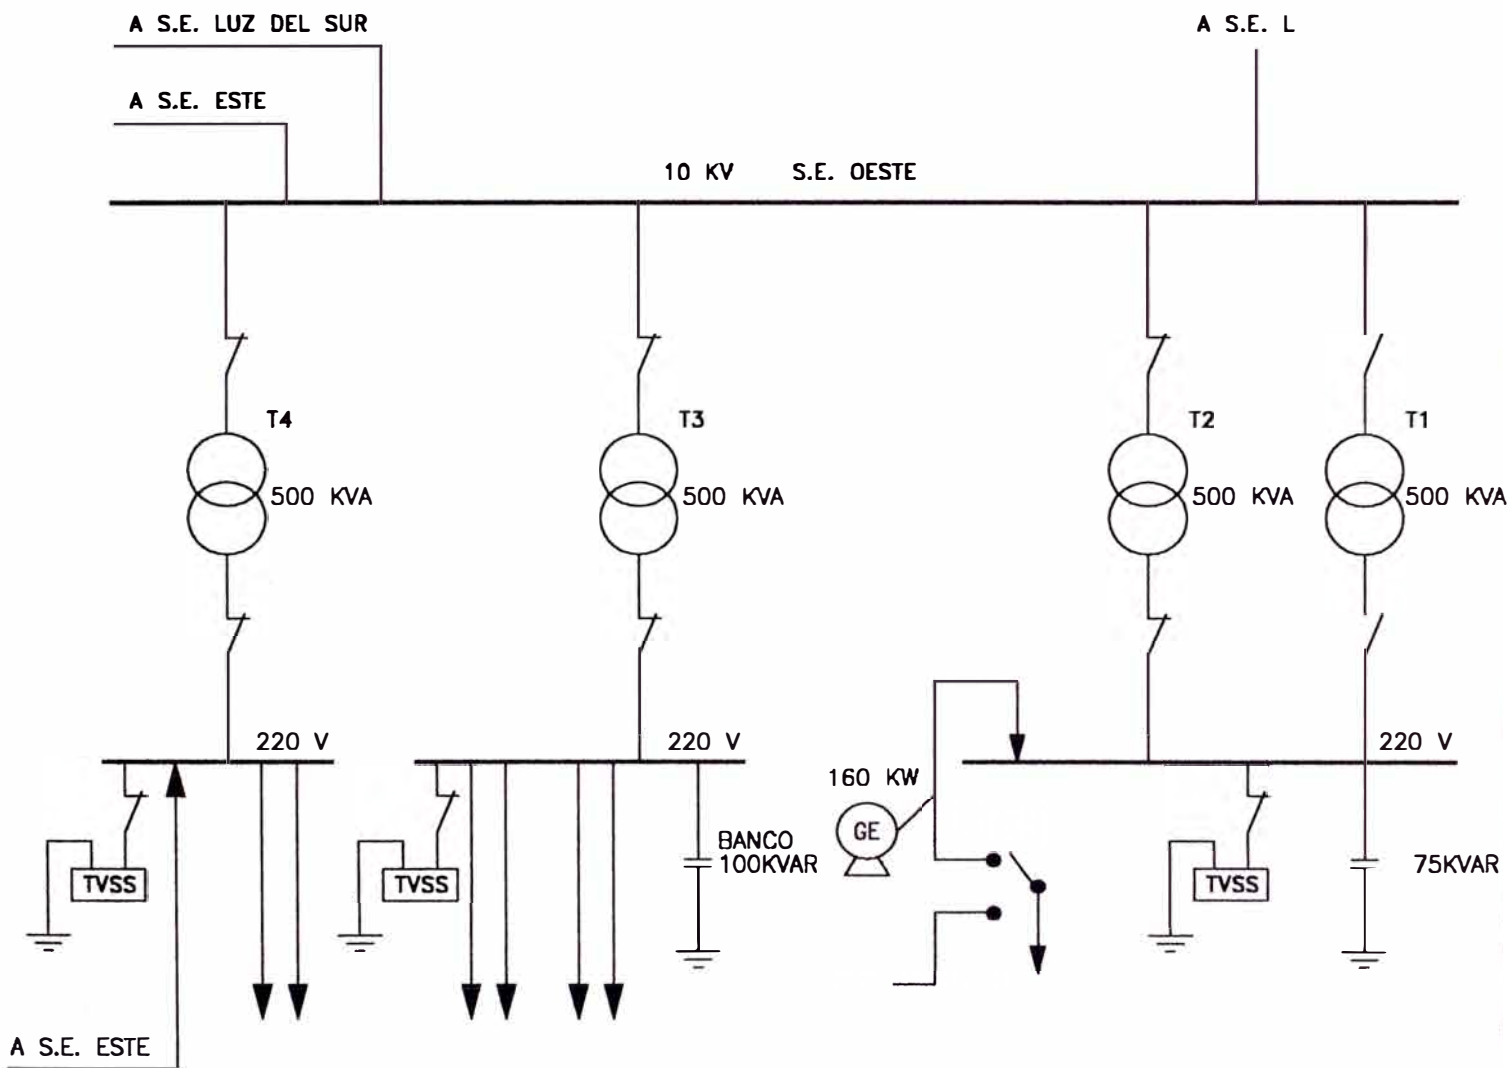 A S.E. LUZ DEL SUR
A S.E. L
A S.E. ESTE
10 KV S.E. OESTE
T4
T3
T2
T1
500 KVA
500 KVA
500 KVA
500 KVA
220 V
220 V
220 V
160 KW
GE
BANCO
100KVAR
75KVAR
TVSS
TVSS
TVSS
A S.E. ESTE